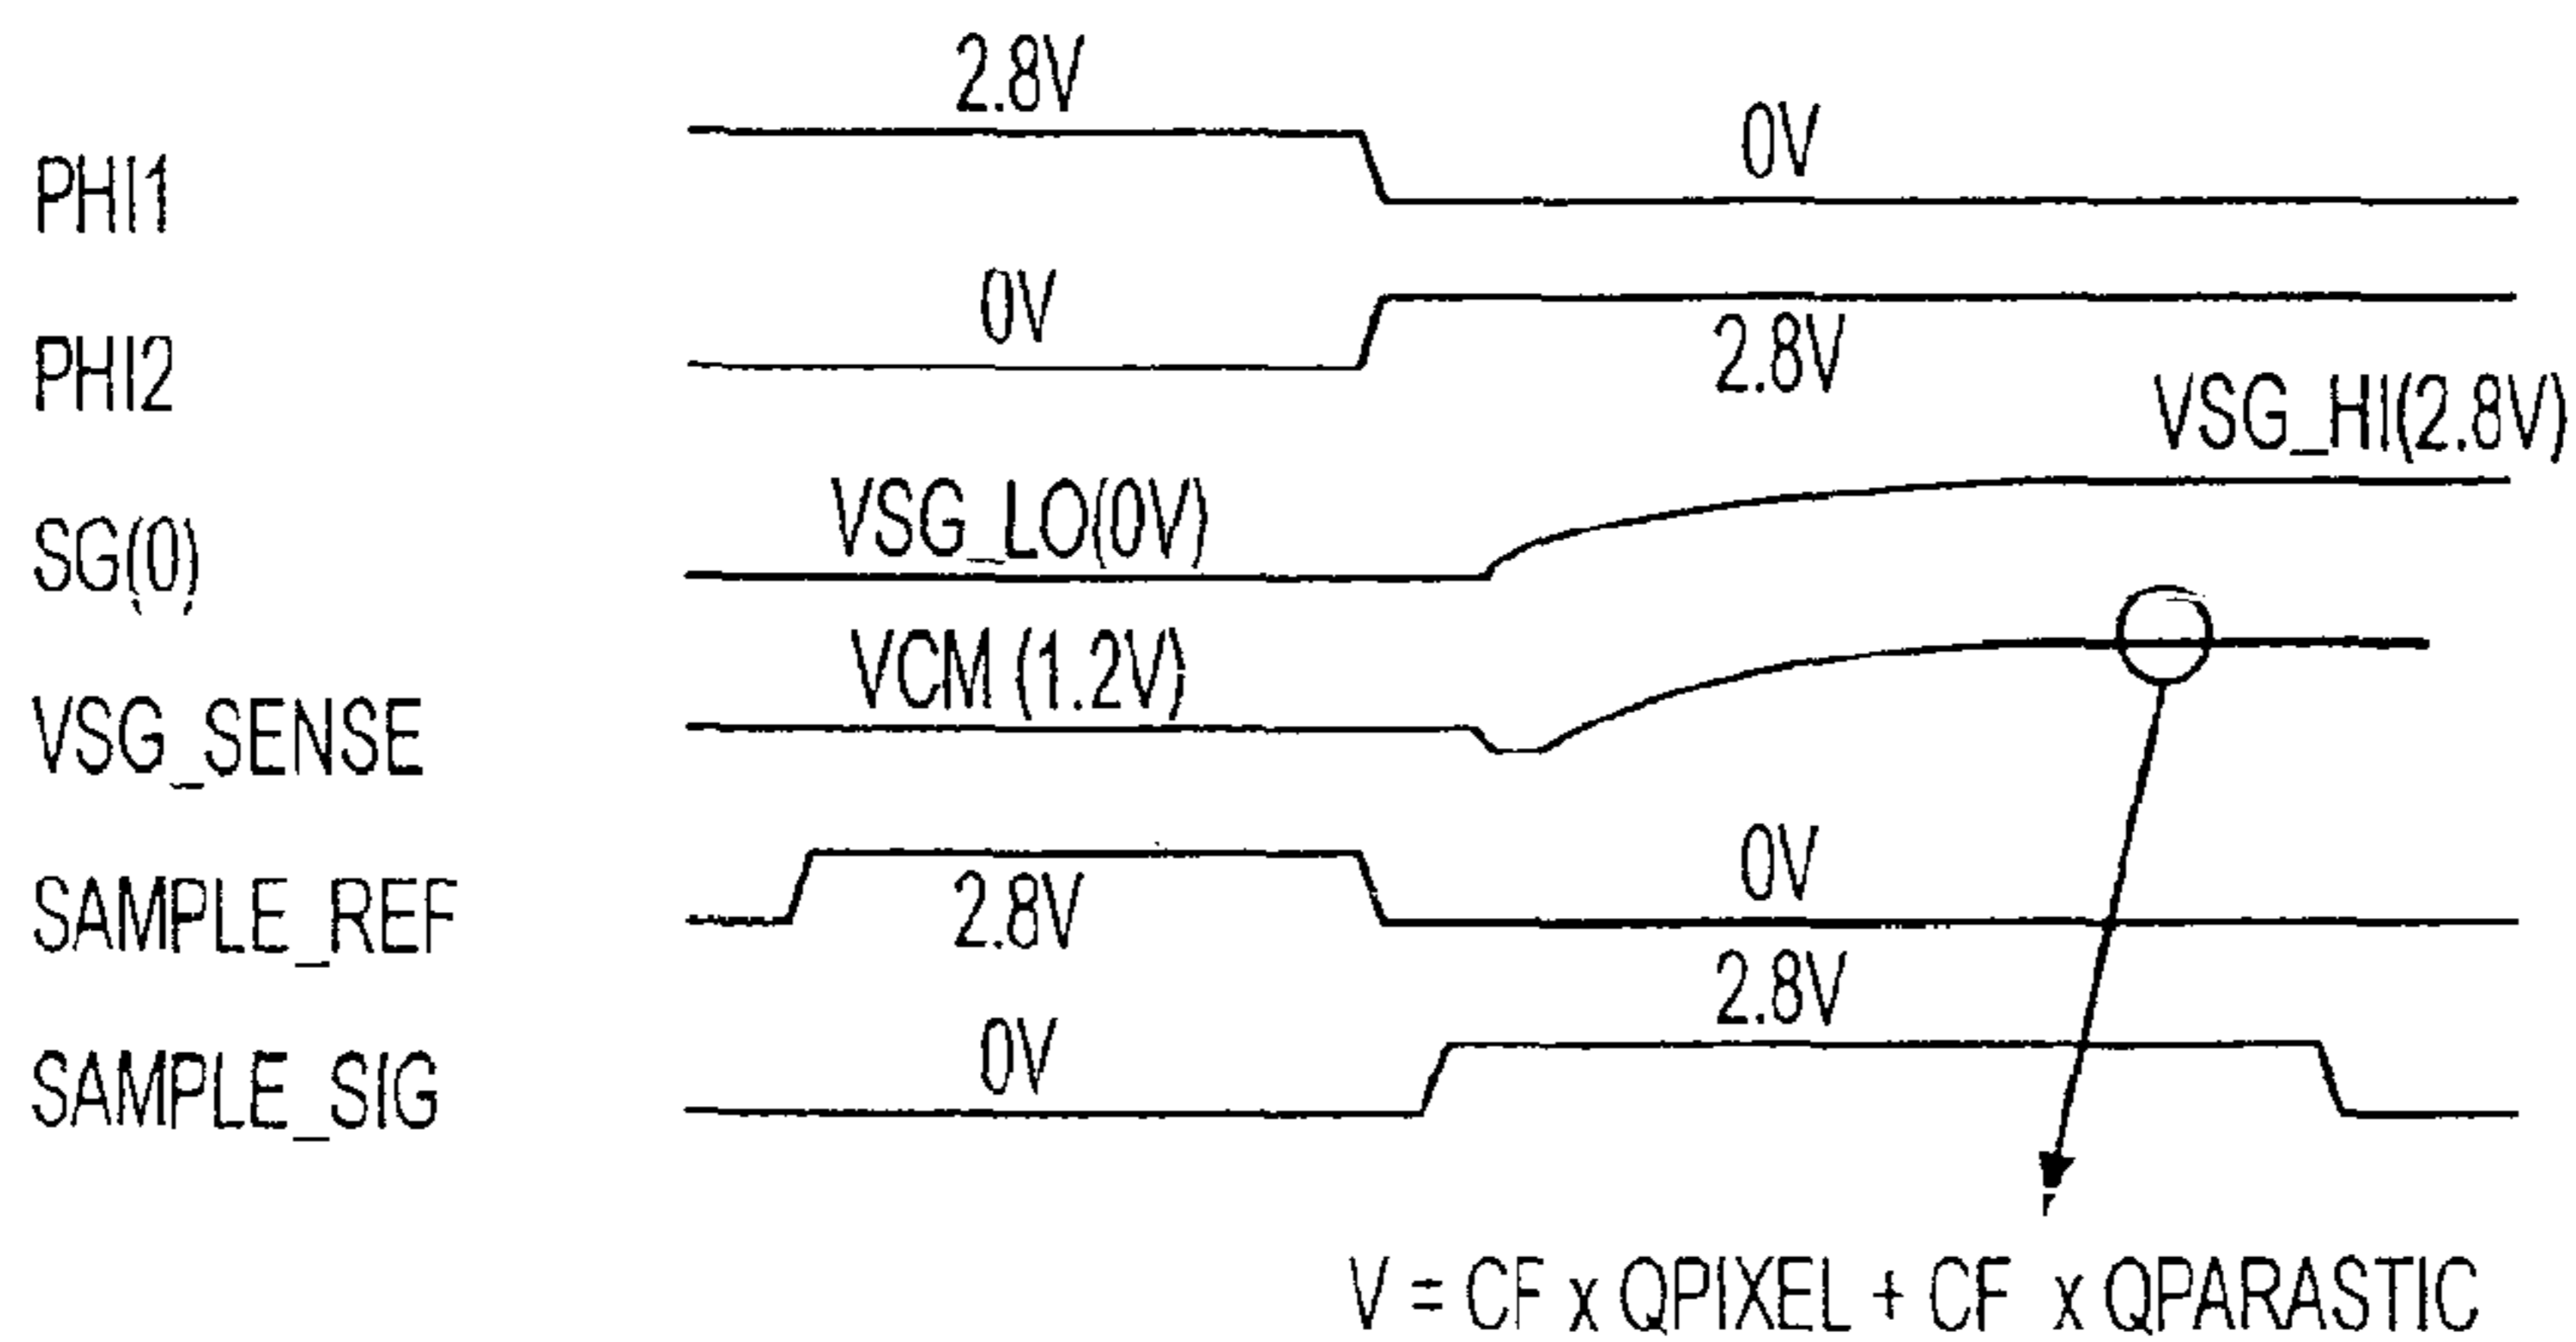 2.8V
0V
PHI1
0V
PHI2
2.8V
VSG_HI(2.8V)
VSG_LO(0V)
SG(0)
VCM (1.2V)
VSG_SENSE
0V
SAMPLE_REF
2.8V
2.8V
0V
SAMPLE_SIG
V = CF x QPIXEL + CF x QPARASTIC